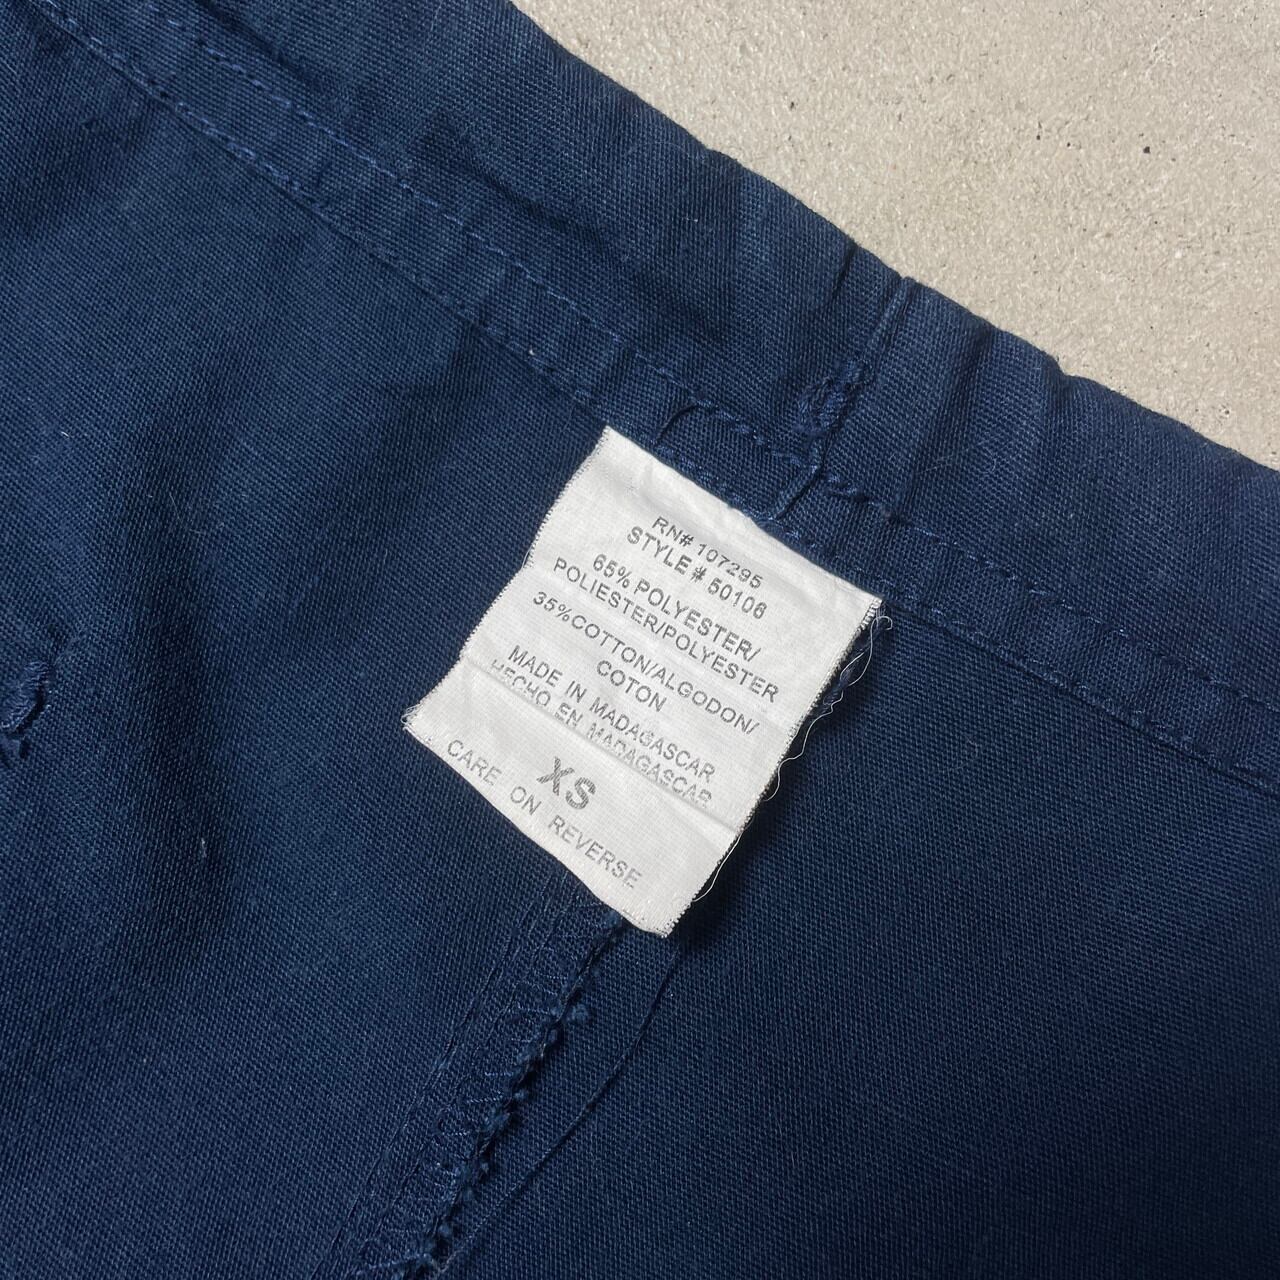 RN# 107295
STYLE # 50106
65% POLYESTER/
POLIESTER/POLYESTER
35%COTTON/ALGODON/
COTON
MADE IN MADAGASCAR
HECHO EN MADAGASCAR
XS
CARE ON REVERSE